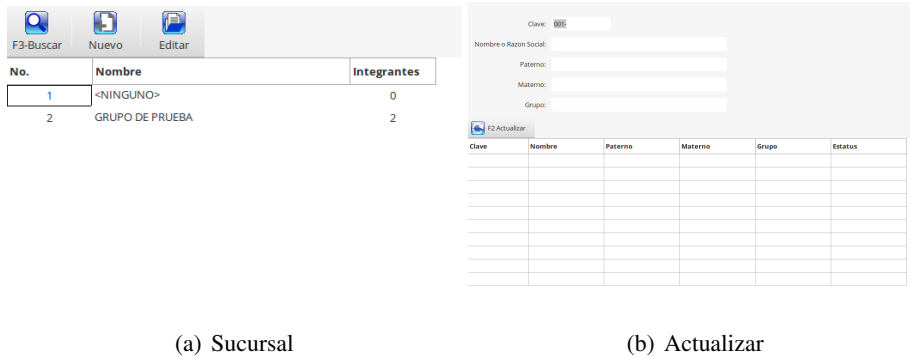 F3-Buscar Nuevo Editar
No. Nombre Integrantes
1 <NINGUNO> 0
2 GRUPO DE PRUEBA 2
Clave: 001-
Nombre o Razon Social:
Paterno:
Materno:
Grupo:
F2 Actualizar
Clave Nombre Paterno Materno Grupo Estatus
(a) Sucursal
(b) Actualizar